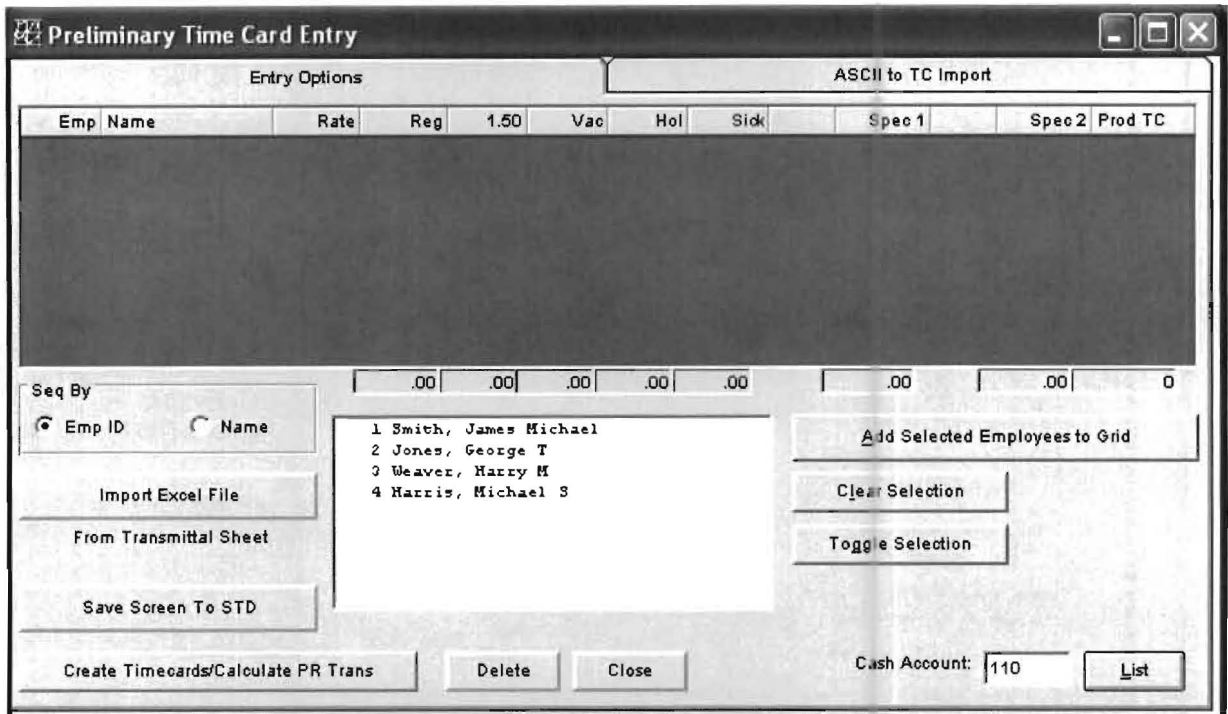 Preliminary Time Card Entry
Entry Options ASCII to TC Import
Emp Name Rate Reg 1.50 Vac Hol Sick Spec 1 Spec 2 Prod TC
.00 .00 .00 .00 .00 .00 .00 0
Seq By
Emp ID Name
1 Smith, James Michael
2 Jones, George T
3 Weaver, Harry M
4 Harris, Michael S
Add Selected Employees to Grid
Import Excel File
Clear Selection
From Transmittal Sheet
Toggle Selection
Save Screen To STD
Create Timecards/Calculate PR Trans Delete Close Cash Account: 110 List